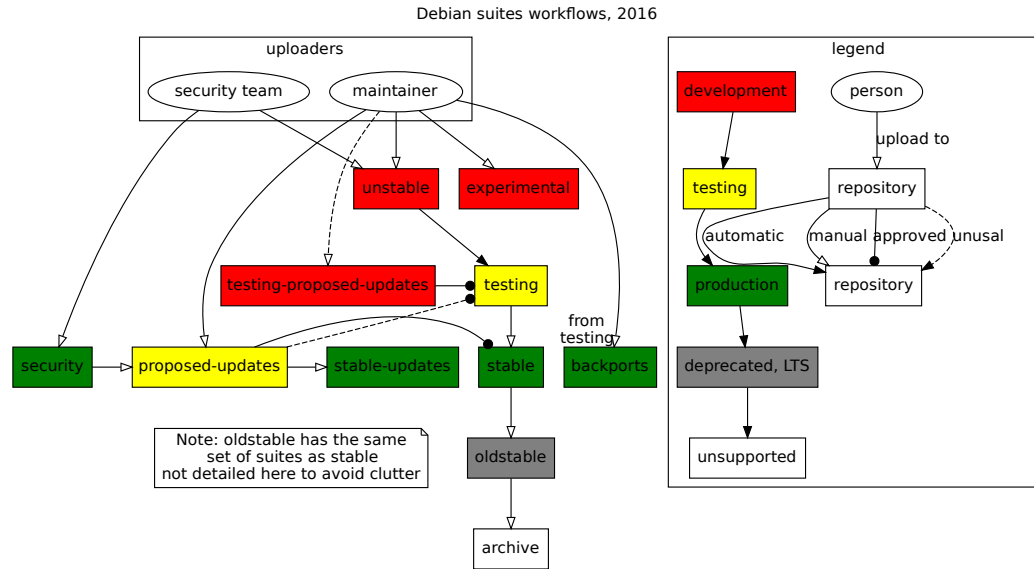 Debian suites workflows, 2016
uploaders
security team
maintainer
unstable
experimental
testing-proposed-updates
testing
from
testing
security
proposed-updates
stable-updates
stable
backports
Note: oldstable has the same
set of suites as stable
not detailed here to avoid clutter
oldstable
archive
legend
development
person
upload to
testing
repository
automatic
manual
approved
unusal
production
repository
deprecated, LTS
unsupported